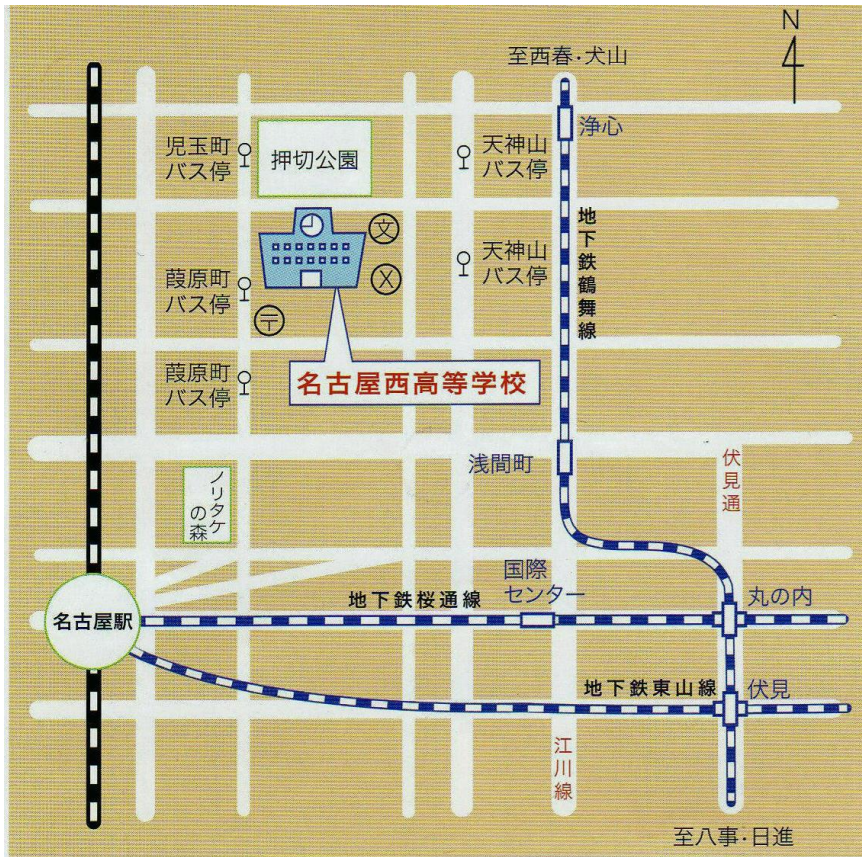 N
至西春・犬山
浄心
児玉町
バス停
押切公園
天神山
バス停
文
地下鉄鶴舞線
天神山
バス停
葭原町
バス停
X
〒
葭原町
バス停
名古屋西高等学校
浅間町
伏見通
ノリタケ
の森
国際
センター
地下鉄桜通線
丸の内
名古屋駅
地下鉄東山線
伏見
江川線
至八事・日進